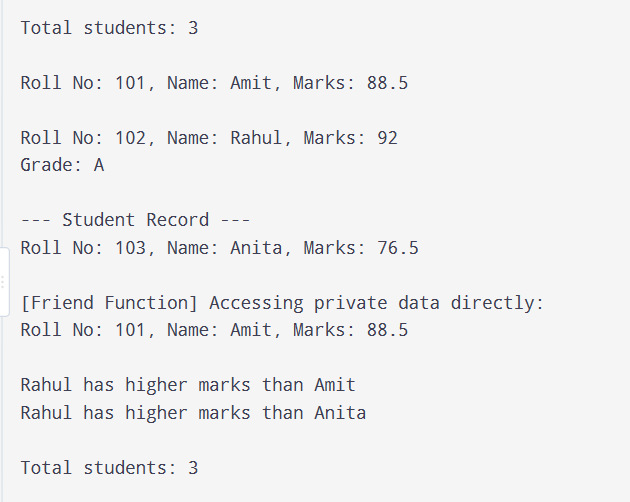 Total students: 3
Roll No: 101, Name: Amit, Marks: 88.5
Roll No: 102, Name: Rahul, Marks: 92
Grade: A
--- Student Record ---
Roll No: 103, Name: Anita, Marks: 76.5
[Friend Function] Accessing private data directly:
Roll No: 101, Name: Amit, Marks: 88.5
Rahul has higher marks than Amit
Rahul has higher marks than Anita
Total students: 3